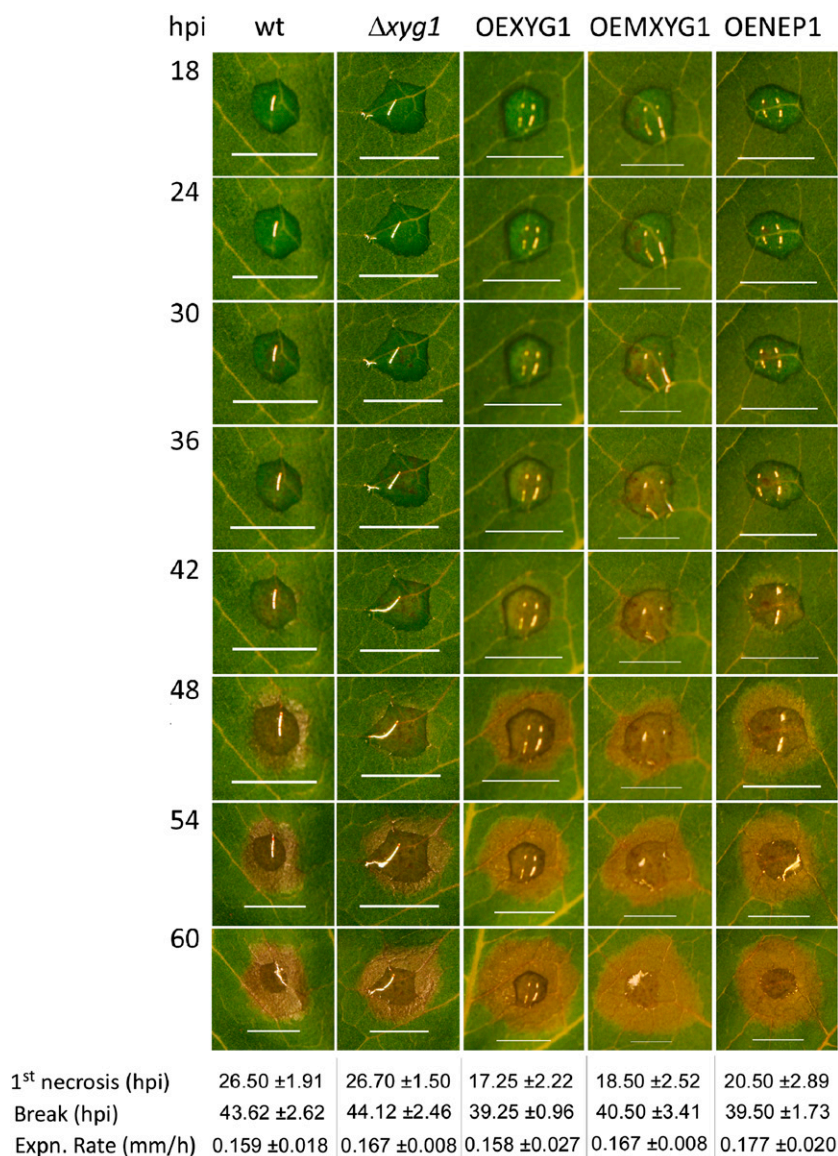 hpi wt Δxyg1 OEXYG1 OEMXYG1 OENEP1
18
24
30
36
42
48
54
60
1st necrosis (hpi) 26.50 ±1.91 26.70 ±1.50 17.25 ±2.22 18.50 ±2.52 20.50 ±2.89
Break (hpi) 43.62 ±2.62 44.12 ±2.46 39.25 ±0.96 40.50 ±3.41 39.50 ±1.73
Expn. Rate (mm/h) 0.159 ±0.018 0.167 ±0.008 0.158 ±0.027 0.167 ±0.008 0.177 ±0.020